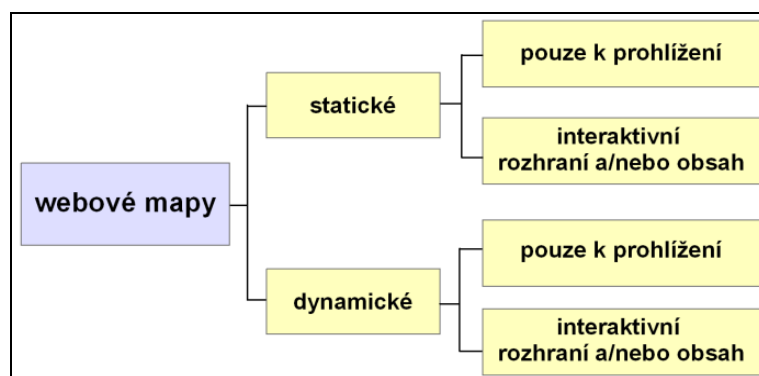 webové mapy
statické
pouze k prohlížení
interaktivní
rozhraní a/nebo obsah
dynamické
pouze k prohlížení
interaktivní
rozhraní a/nebo obsah